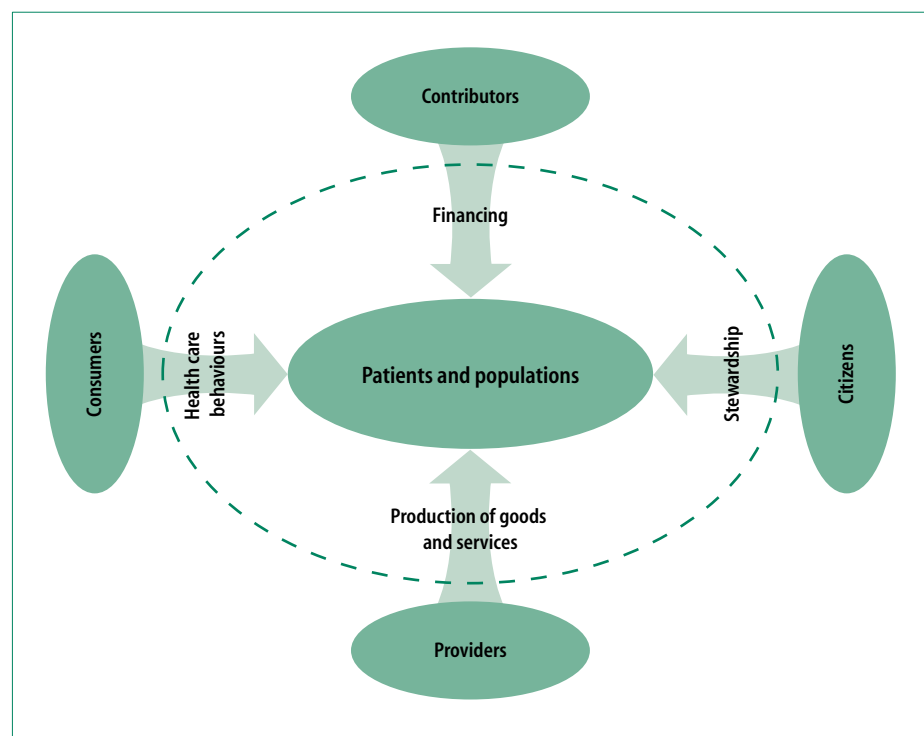 Contributors
Financing
Consumers
Health care
behaviours
Patients and populations
Stewardship
Citizens
Production of goods
and services
Providers